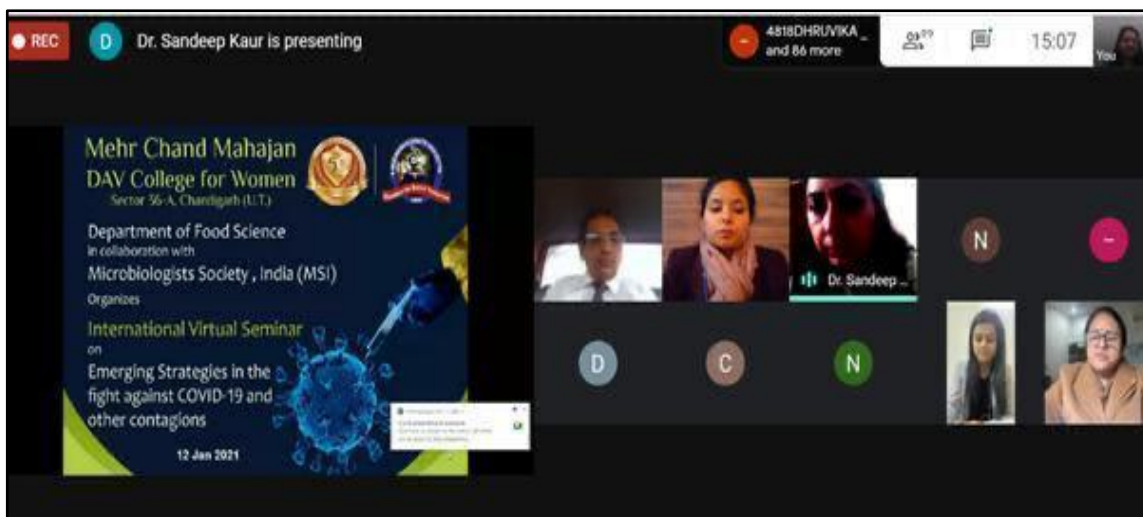 REC
D
Dr. Sandeep Kaur is presenting
4818DHRUVIKA_..
and 86 more
99
15:07
You
Mehr Chand Mahajan
DAV College for Women
Sector 36-A, Chandigarh (U.T.)
Department of Food Science
in collaboration with
Microbiologists Society , India (MSI)
Organizes
International Virtual Seminar
on
Emerging Strategies in the
fight against COVID-19 and
other contagions
12 Jan 2021
Dr. Sandeep ...
N
D
C
N